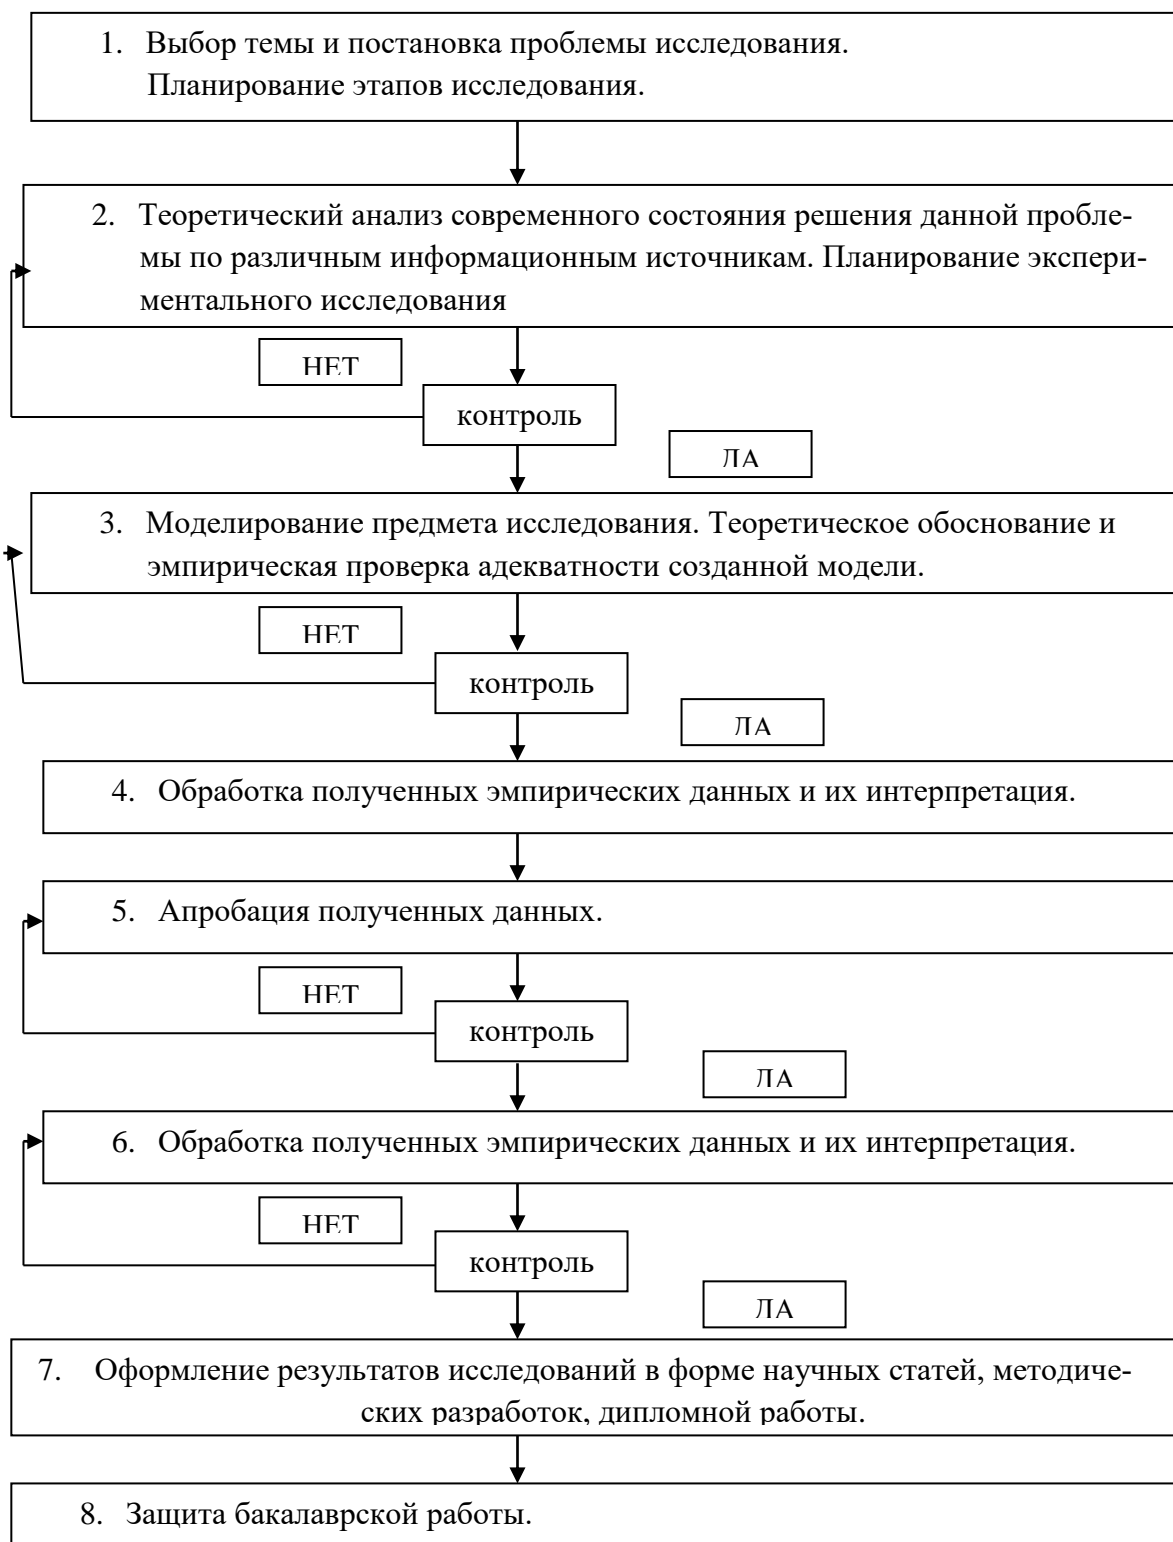 1. Выбор темы и постановка проблемы исследования.
Планирование этапов исследования.
2. Теоретический анализ современного состояния решения данной пробле-
мы по различным информационным источникам. Планирование экспери-
ментального исследования
НЕТ
контроль
ДА
3. Моделирование предмета исследования. Теоретическое обоснование и
эмпирическая проверка адекватности созданной модели.
НЕТ
контроль
ДА
4. Обработка полученных эмпирических данных и их интерпретация.
5. Апробация полученных данных.
НЕТ
контроль
ДА
6. Обработка полученных эмпирических данных и их интерпретация.
НЕТ
контроль
ДА
7. Оформление результатов исследований в форме научных статей, методиче-
ских разработок, дипломной работы.
8. Защита бакалаврской работы.